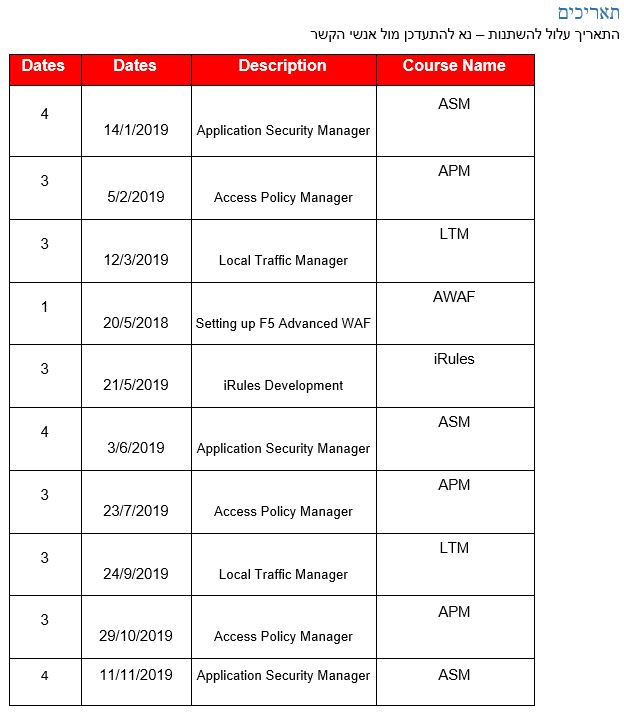 תאריכים
התאריך עלול להשתנות – נא להתעדכן מול אנשי הקשר
Dates Dates Description Course Name
4 14/1/2019 Application Security Manager ASM
3 5/2/2019 Access Policy Manager APM
3 12/3/2019 Local Traffic Manager LTM
1 20/5/2018 Setting up F5 Advanced WAF AWAF
3 21/5/2019 iRules Development iRules
4 3/6/2019 Application Security Manager ASM
3 23/7/2019 Access Policy Manager APM
3 24/9/2019 Local Traffic Manager LTM
3 29/10/2019 Access Policy Manager APM
4 11/11/2019 Application Security Manager ASM